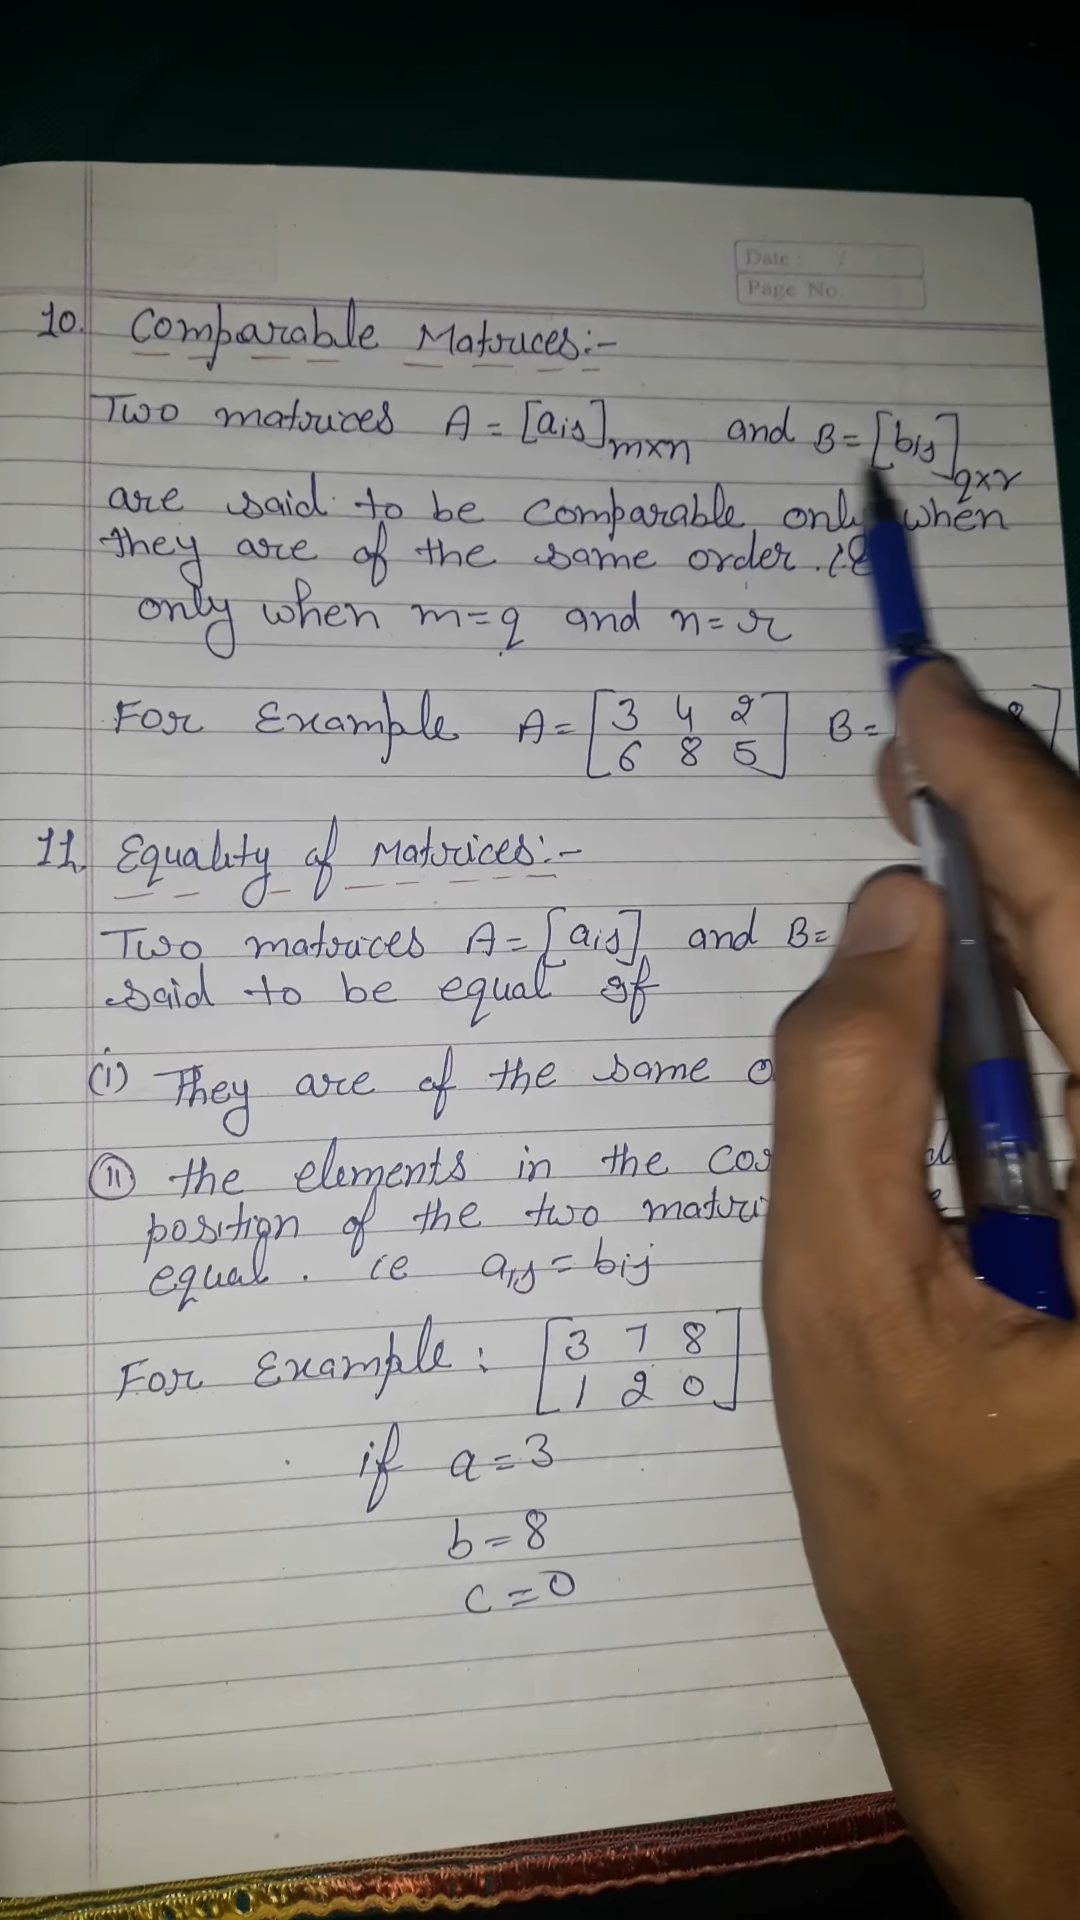 Date : /
Page No.
10. Comparable Matrices:-
Two matrices A = [aij]m×n and B = [bij]q×r
are said to be comparable only when
they are of the same order. ie
only when m=q and n=r
For Example A = [3 4 2 B =
6 8 5]
11. Equality of Matrices:-
Two matrices A = [aij] and B =
said to be equal if
(i) They are of the same
(ii) the elements in the
position of the two
equal. ie aij = bij
For Example: [3 7 8
1 2 0]
if a = 3
b = 8
c = 0